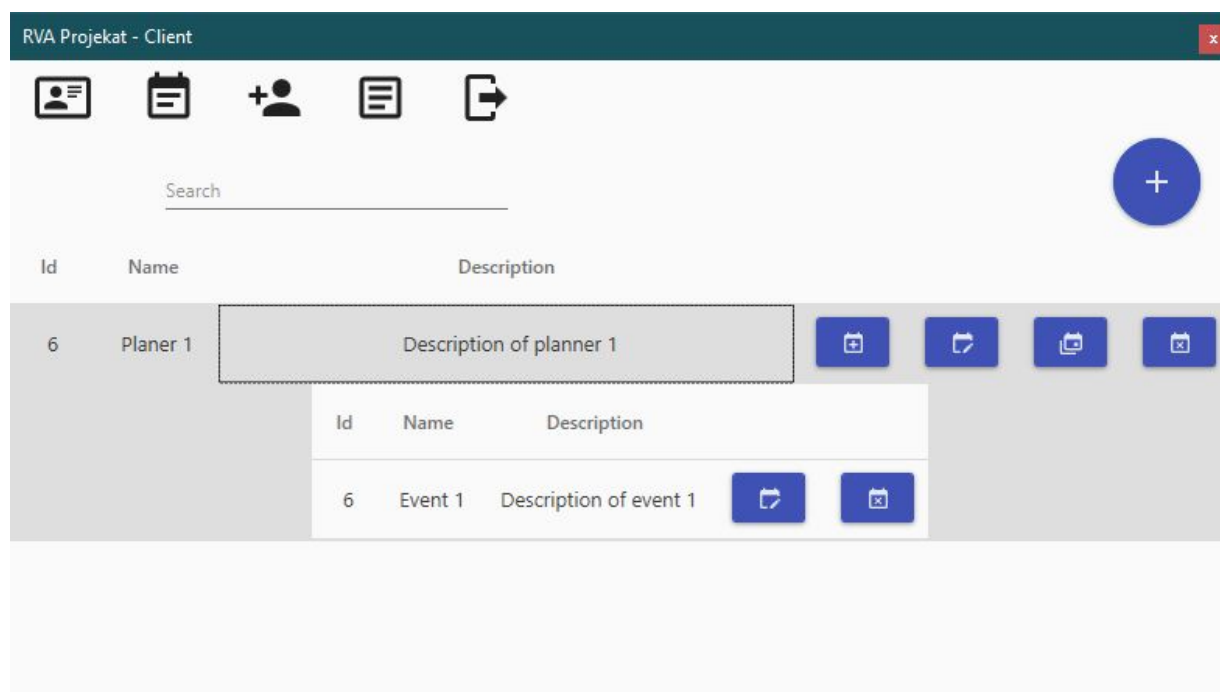 RVA Projekat - Client
x
Search
Id Name Description
6 Planer 1 Description of planner 1
Id Name Description
6 Event 1 Description of event 1